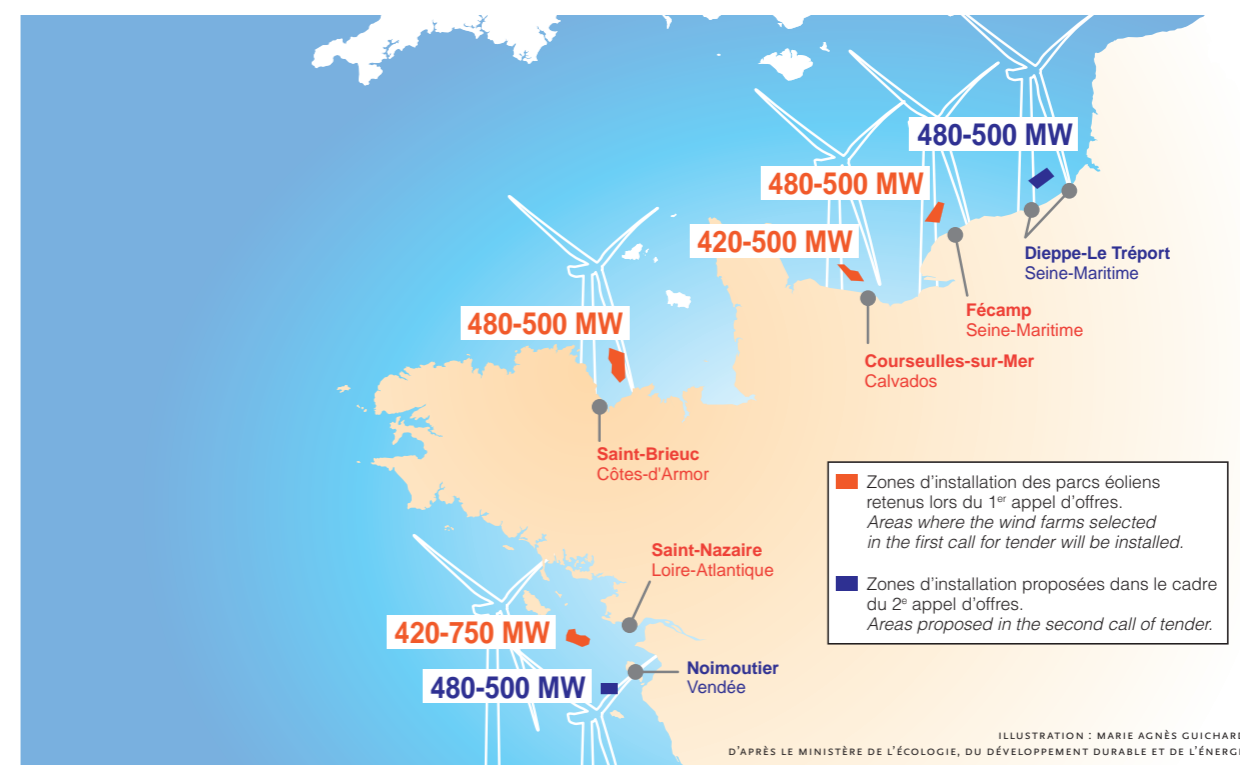 480-500 MW
480-500 MW
420-500 MW
Dieppe-Le Tréport
Seine-Maritime
Fécamp
Seine-Maritime
480-500 MW
Courseulles-sur-Mer
Calvados
Saint-Brieuc
Côtes-d'Armor
Zones d'installation des parcs éoliens
retenus lors du 1er appel d'offres.
Areas where the wind farms selected
in the first call for tender will be installed.
Saint-Nazaire
Loire-Atlantique
Zones d'installation proposées dans le cadre
du 2e appel d'offres.
Areas proposed in the second call of tender.
420-750 MW
480-500 MW
Noimoutier
Vendée
ILLUSTRATION : MARIE AGNÈS GUICHARD
D'APRÈS LE MINISTÈRE DE L'ÉCOLOGIE, DU DÉVELOPPEMENT DURABLE ET DE L'ÉNERGI